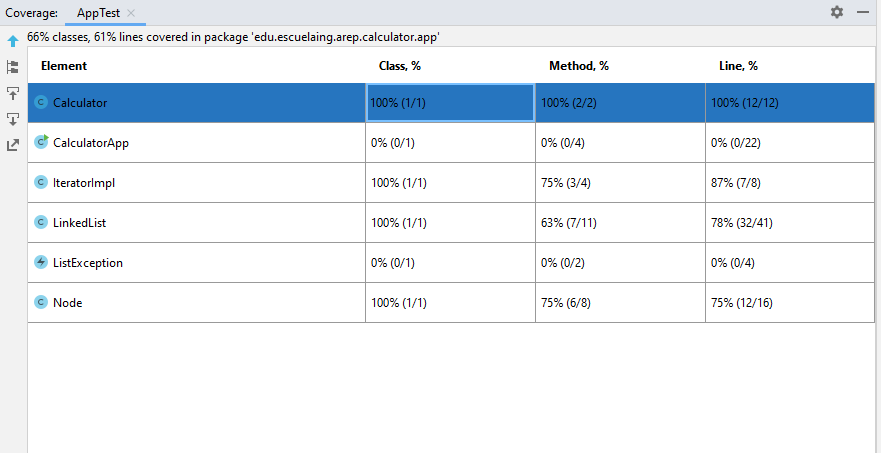 Coverage: AppTest
66% classes, 61% lines covered in package 'edu.escuelaing.arep.calculator.app'
Element Class, % Method, % Line, %
Calculator 100% (1/1) 100% (2/2) 100% (12/12)
CalculatorApp 0% (0/1) 0% (0/4) 0% (0/22)
IteratorImpl 100% (1/1) 75% (3/4) 87% (7/8)
LinkedList 100% (1/1) 63% (7/11) 78% (32/41)
ListException 0% (0/1) 0% (0/2) 0% (0/4)
Node 100% (1/1) 75% (6/8) 75% (12/16)